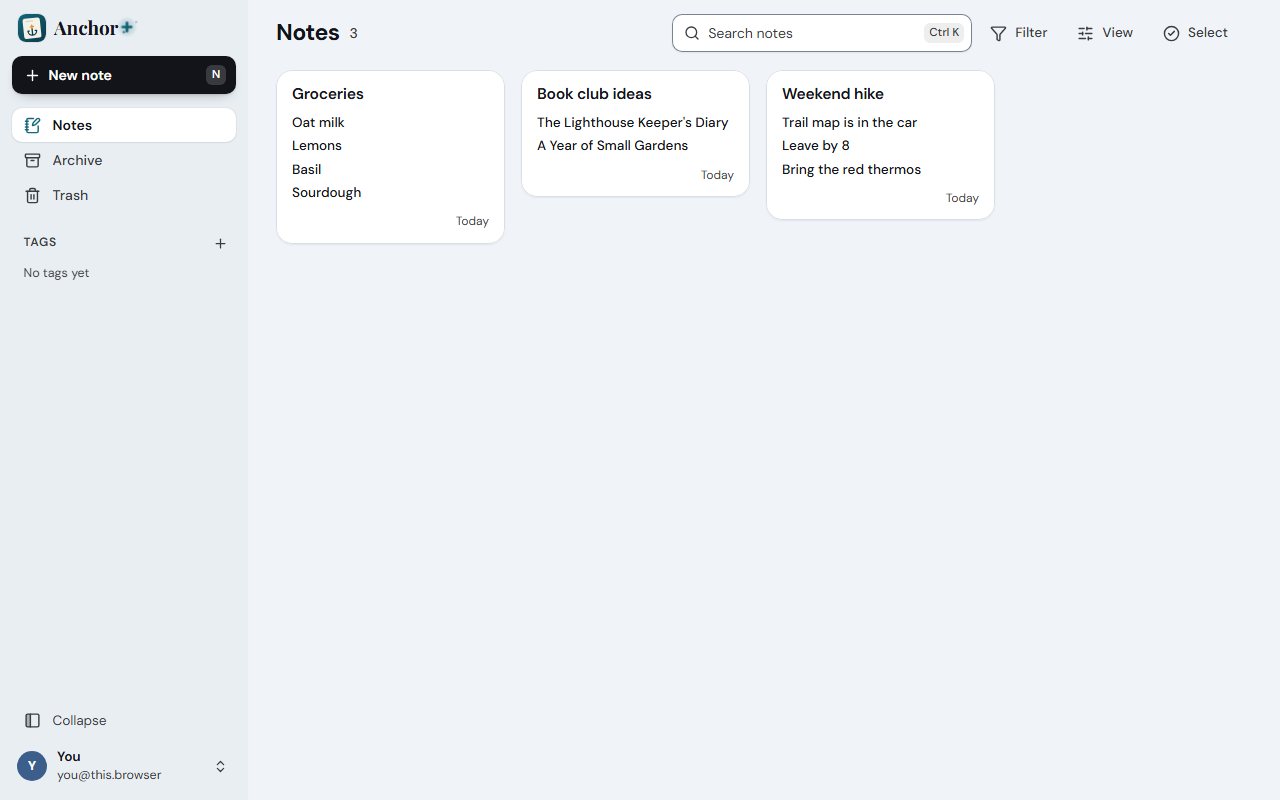 Anchor
New note N
Notes
Archive
Trash
TAGS
No tags yet
Collapse
Y
You
you@this.browser
Notes 3
Search notes Ctrl K
Filter
View
Select
Groceries
Oat milk
Lemons
Basil
Sourdough
Today
Book club ideas
The Lighthouse Keeper's Diary
A Year of Small Gardens
Today
Weekend hike
Trail map is in the car
Leave by 8
Bring the red thermos
Today